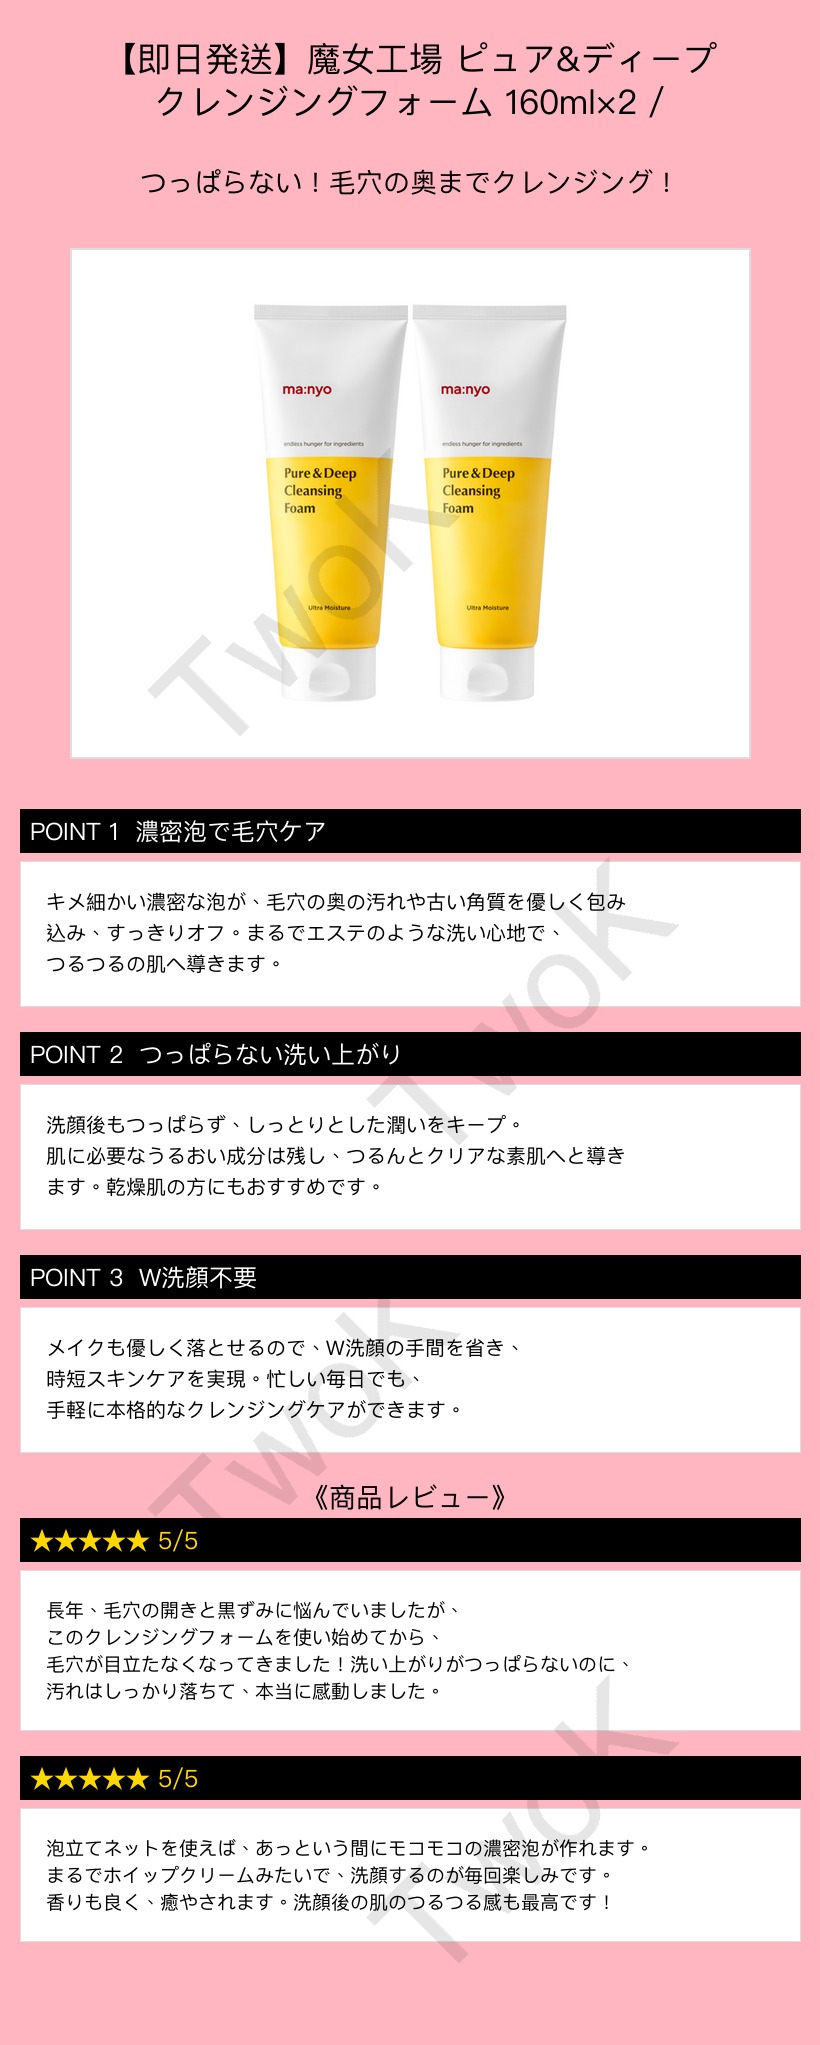 【即日発送】魔女工場 ピュア&ディープ
クレンジングフォーム 160ml×2 /
つっぱらない！毛穴の奥までクレンジング！
ma:nyo
endless hunger for ingredients
Pure & Deep
Cleansing
Foam
Ultra Moisture
ma:nyo
endless hunger for ingredients
Pure & Deep
Cleansing
Foam
Ultra Moisture
TwoK
POINT 1 濃密泡で毛穴ケア
キメ細かい濃密な泡が、毛穴の奥の汚れや古い角質を優しく包み
込み、すっきりオフ。まるでエステのような洗い心地で、
つるつるの肌へ導きます。
TwoK
POINT 2 つっぱらない洗い上がり
洗顔後もつっぱらず、しっとりとした潤いをキープ。
肌に必要なうるおい成分は残し、つるんとクリアな素肌へと導き
ます。乾燥肌の方にもおすすめです。
POINT 3 W洗顔不要
メイクも優しく落とせるので、W洗顔の手間を省き、
時短スキンケアを実現。忙しい毎日でも、
手軽に本格的なクレンジングケアができます。
TwoK
《商品レビュー》
★★★★★ 5/5
長年、毛穴の開きと黒ずみに悩んでいましたが、
このクレンジングフォームを使い始めてから、
毛穴が目立たなくなってきました！洗い上がりがつっぱらないのに、
汚れはしっかり落ちて、本当に感動しました。
★★★★★ 5/5
泡立てネットを使えば、あっという間にモコモコの濃密泡が作れます。
まるでホイップクリームみたいで、洗顔するのが毎回楽しみです。
香りも良く、癒やされます。洗顔後の肌のつるつる感も最高です！
TwoK